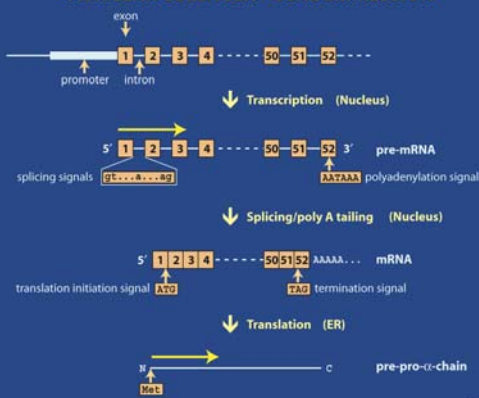 exon
1 2 3 4 50 51 52
promoter intron
Transcription (Nucleus)
5′ 1 2 3 4 50 51 52 3′ pre-mRNA
splicing signals gt...a...ag AATAAA polyadenylation signal
Splicing/poly A tailing (Nucleus)
5′ 1 2 3 4 50 51 52 AAAAA... mRNA
translation initiation signal ATG TAG termination signal
Translation (ER)
N C pre-pro-α-chain
Met